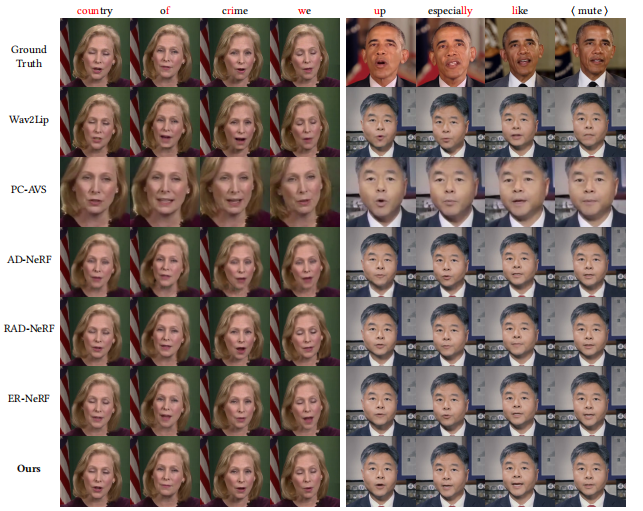 country of crime we up especially like ⟨ mute ⟩
Ground
Truth
Wav2Lip
PC-AVS
AD-NeRF
RAD-NeRF
ER-NeRF
Ours